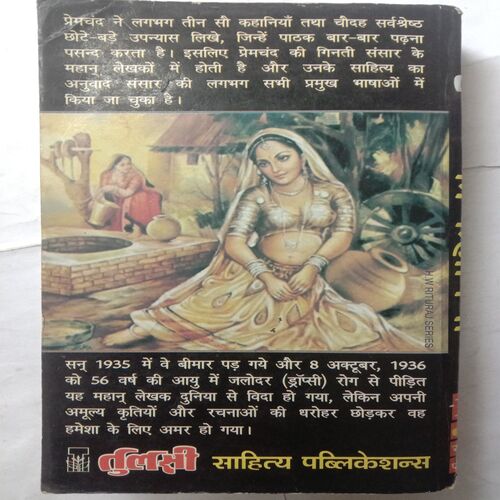 प्रेमचंद ने लगभग तीन सौ कहानियाँ तथा चौदह सर्वश्रेष्ठ
छोटे-बड़े उपन्यास लिखे, जिन्हें पाठक बार-बार पढ़ना
पसन्द करता है। इसलिए प्रेमचंद की गिनती संसार के
महान् लेखकों में होती है और उनके साहित्य का
अनुवाद संसार की लगभग सभी प्रमुख भाषाओं में
किया जा चुका है।
H.W RITURAJ SERIES
सन् 1935 में वे बीमार पड़ गये और 8 अक्टूबर, 1936
को 56 वर्ष की आयु में जलोदर (ड्रॉप्सी) रोग से पीड़ित
यह महान् लेखक दुनिया से विदा हो गया, लेकिन अपनी
अमूल्य कृतियों और रचनाओं की धरोहर छोड़कर वह
हमेशा के लिए अमर हो गया।
तुलसी साहित्य पब्लिकेशन्स